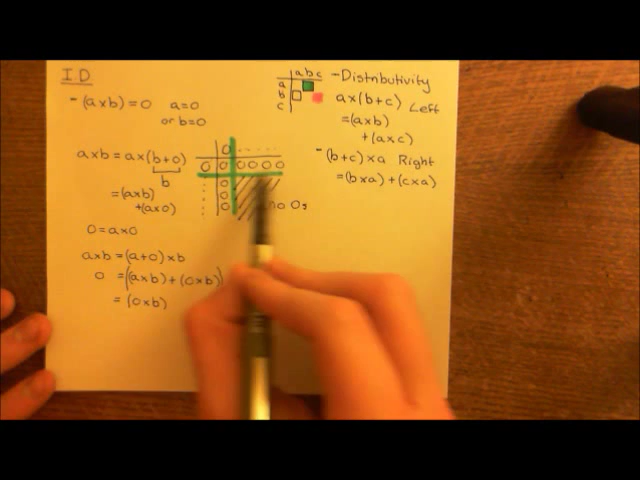 I.D
- (a×b)=0 a=0
or b=0
a×b = a×(b+0)
b
= (a×b)
+(a×0)
0 = a×0
a×b = (a+0)×b
0 = (a×b) + (0×b)
= (0×b)
0 . . . .
0 0 0 0 0 0
0
0
0
no 0s
a b c
a
b
c
- Distributivity
a×(b+c) Left
= (a×b)
+ (a×c)
- (b+c)×a Right
= (b×a) + (c×a)